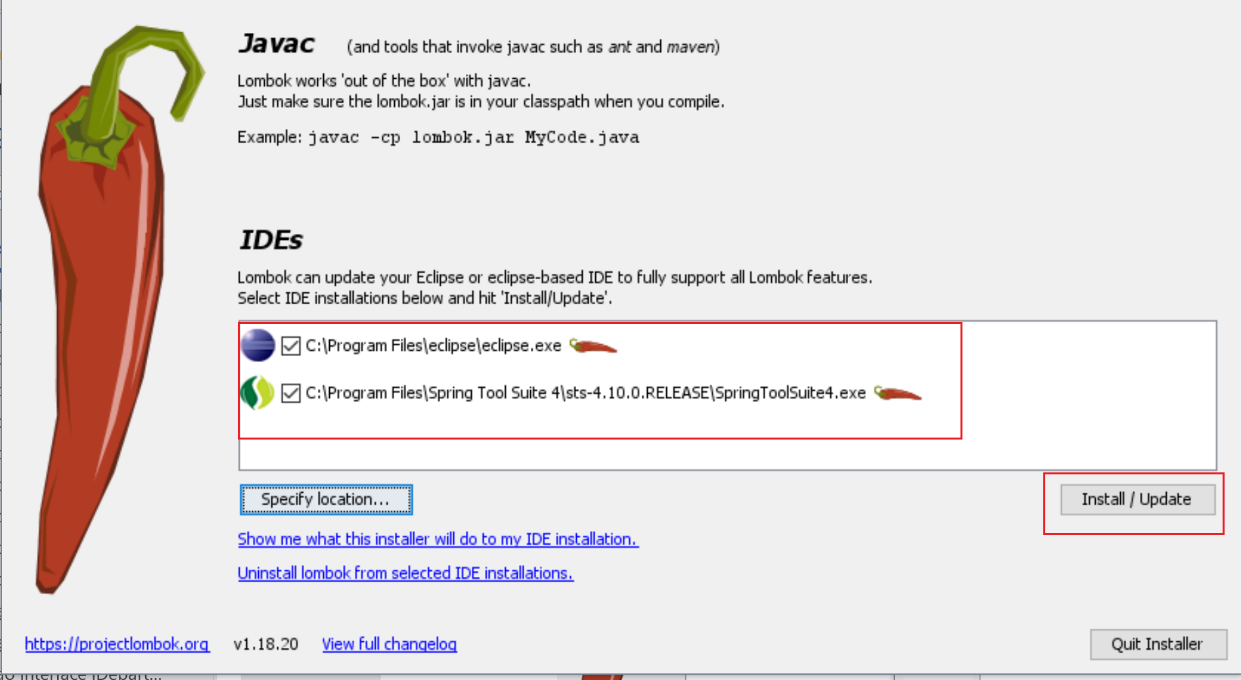 Javac (and tools that invoke javac such as ant and maven)
Lombok works 'out of the box' with javac.
Just make sure the lombok.jar is in your classpath when you compile.
Example: javac -cp lombok.jar MyCode.java
IDEs
Lombok can update your Eclipse or eclipse-based IDE to fully support all Lombok features.
Select IDE installations below and hit 'Install/Update'.
C:\Program Files\eclipse\eclipse.exe
C:\Program Files\Spring Tool Suite 4\sts-4.10.0.RELEASE\SpringToolSuite4.exe
Specify location... Install / Update
Show me what this installer will do to my IDE installation.
Uninstall lombok from selected IDE installations.
https://projectlombok.org v1.18.20 View full changelog Quit Installer